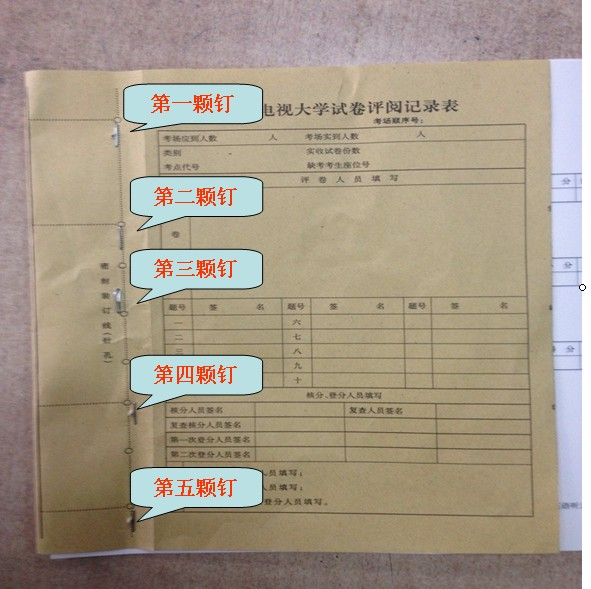 第一颗钉
电视大学试卷评阅记录表
考场顺序号：
考场应到人数 人 考场实到人数 人
类别 实收试卷份数
考点代号 缺考考生座位号
第二颗钉
评 卷 人 员 填 写
卷
第三颗钉
密封装订线（针孔）
题号 签 名 题号 签 名 题号 签 名
一 六
二 七
三 八
九
十
第四颗钉
核分、登分人员填写
核分人员签名 复查人员签名
复查核分人员签名
第一次登分人员签名
第二次登分人员签名
第五颗钉
人员填写；
人员填写；
登分人员填写。
分
分
分